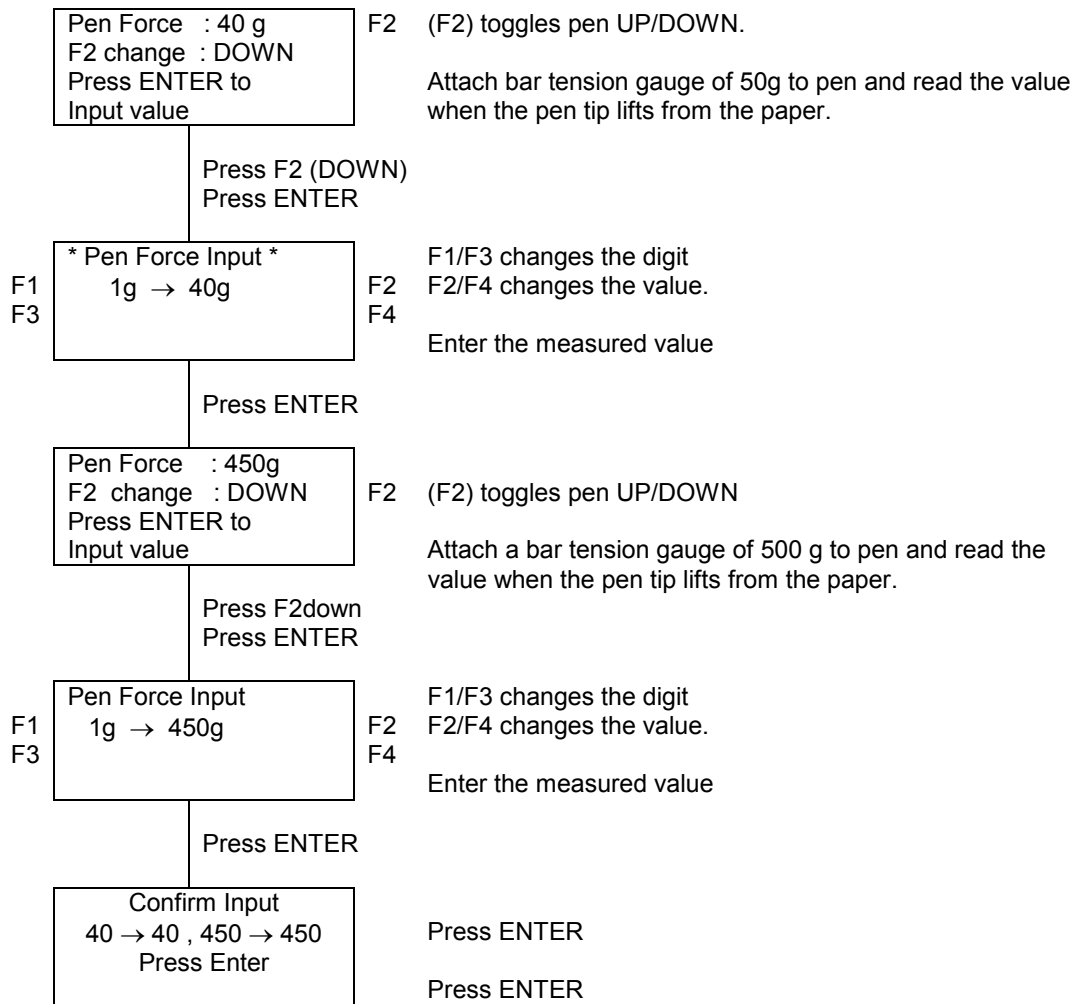 Pen Force : 40 g F2 (F2) toggles pen UP/DOWN.
F2 change : DOWN
Press ENTER to Attach bar tension gauge of 50g to pen and read the value
Input value when the pen tip lifts from the paper.
Press F2 (DOWN)
Press ENTER
* Pen Force Input * F1/F3 changes the digit
F1 1g → 40g F2 F2/F4 changes the value.
F3 F4
Enter the measured value
Press ENTER
Pen Force : 450g
F2 change : DOWN F2 (F2) toggles pen UP/DOWN
Press ENTER to
Input value Attach a bar tension gauge of 500 g to pen and read the
value when the pen tip lifts from the paper.
Press F2down
Press ENTER
Pen Force Input F1/F3 changes the digit
F1 1g → 450g F2 F2/F4 changes the value.
F3 F4
Enter the measured value
Press ENTER
Confirm Input
40 → 40 , 450 → 450 Press ENTER
Press Enter
Press ENTER